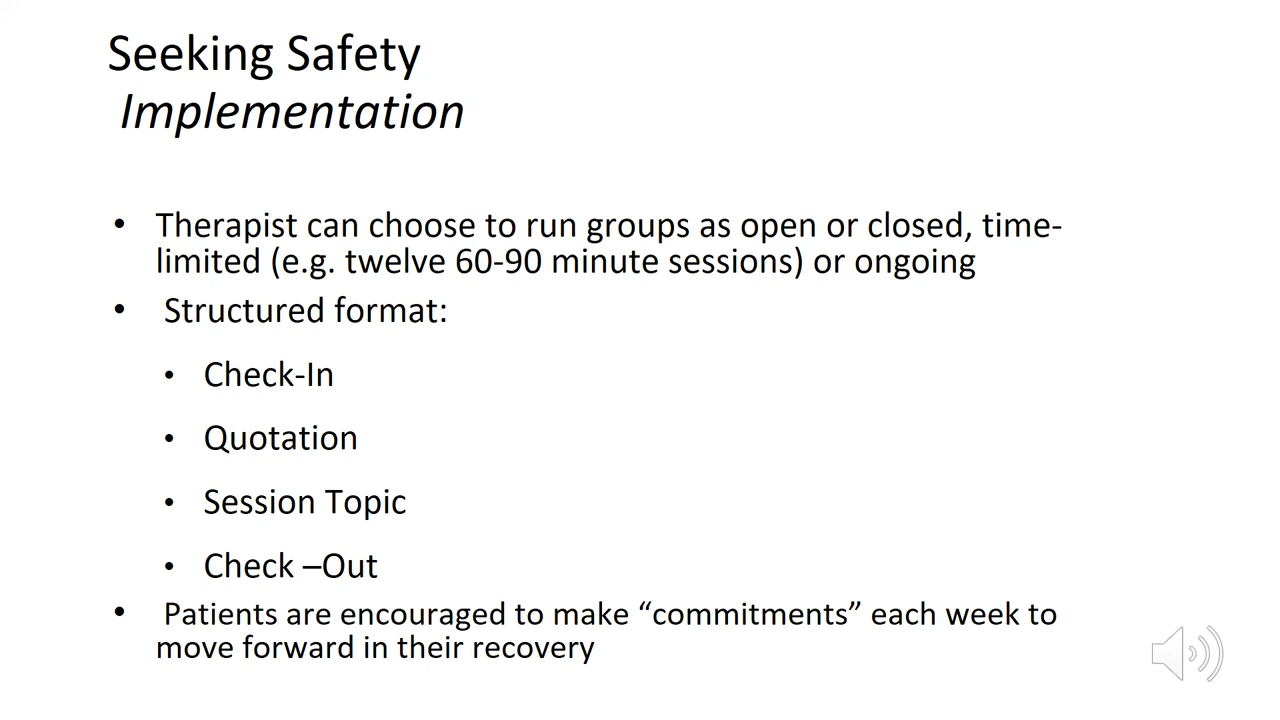 Seeking Safety
Implementation
• Therapist can choose to run groups as open or closed, time-
limited (e.g. twelve 60-90 minute sessions) or ongoing
• Structured format:
• Check-In
• Quotation
• Session Topic
• Check –Out
• Patients are encouraged to make “commitments” each week to
move forward in their recovery